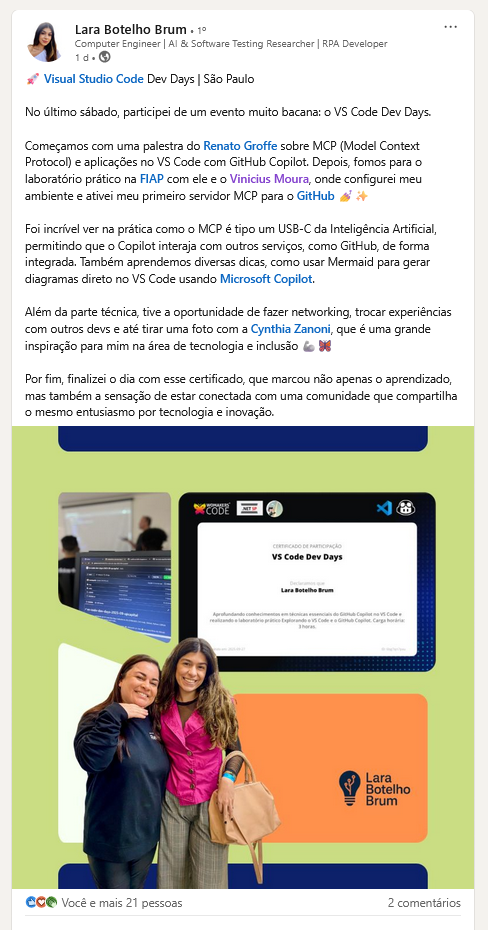 Lara Botelho Brum • 1º
Computer Engineer | AI & Software Testing Researcher | RPA Developer
1 d •
🚀 Visual Studio Code Dev Days | São Paulo
No último sábado, participei de um evento muito bacana: o VS Code Dev Days.
Começamos com uma palestra do Renato Groffe sobre MCP (Model Context
Protocol) e aplicações no VS Code com GitHub Copilot. Depois, fomos para o
laboratório prático na FIAP com ele e o Vinicius Moura, onde configurei meu
ambiente e ativei meu primeiro servidor MCP para o GitHub 💅 ✨
Foi incrível ver na prática como o MCP é tipo um USB-C da Inteligência Artificial,
permitindo que o Copilot interaja com outros serviços, como GitHub, de forma
integrada. Também aprendemos diversas dicas, como usar Mermaid para gerar
diagramas direto no VS Code usando Microsoft Copilot.
Além da parte técnica, tive a oportunidade de fazer networking, trocar experiências
com outros devs e até tirar uma foto com a Cynthia Zanoni, que é uma grande
inspiração para mim na área de tecnologia e inclusão 🦾 🦋
Por fim, finalizei o dia com esse certificado, que marcou não apenas o aprendizado,
mas também a sensação de estar conectada com uma comunidade que compartilha
o mesmo entusiasmo por tecnologia e inovação.
WOMAKERS CODE
.NET SP
CERTIFICADO DE PARTICIPAÇÃO
VS Code Dev Days
Declaramos que
Lara Botelho Brum
Aprofundando conhecimentos em técnicas essenciais do GitHub Copilot no VS Code e
realizando o laboratório prático Explorando o VS Code e o GitHub Copilot. Carga horária:
3 horas.
Lara
Botelho
Brum
Você e mais 21 pessoas
2 comentários